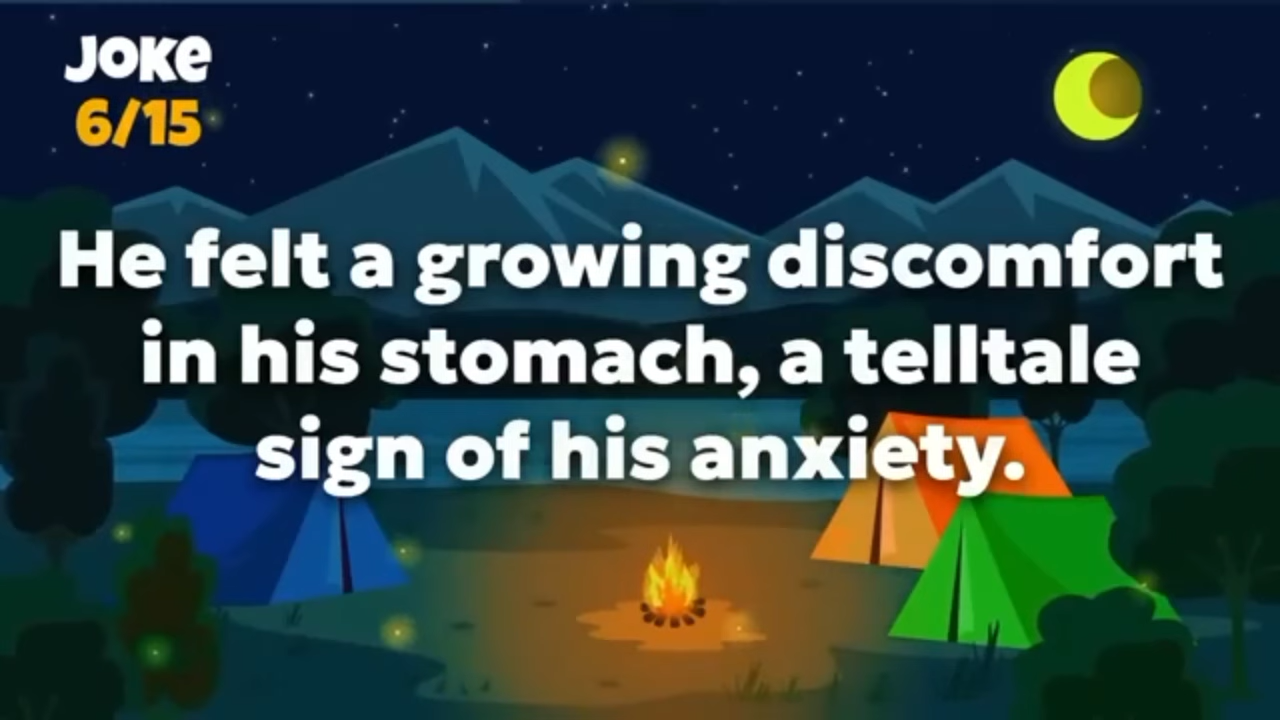 Joke
6/15
He felt a growing discomfort
in his stomach, a telltale
sign of his anxiety.